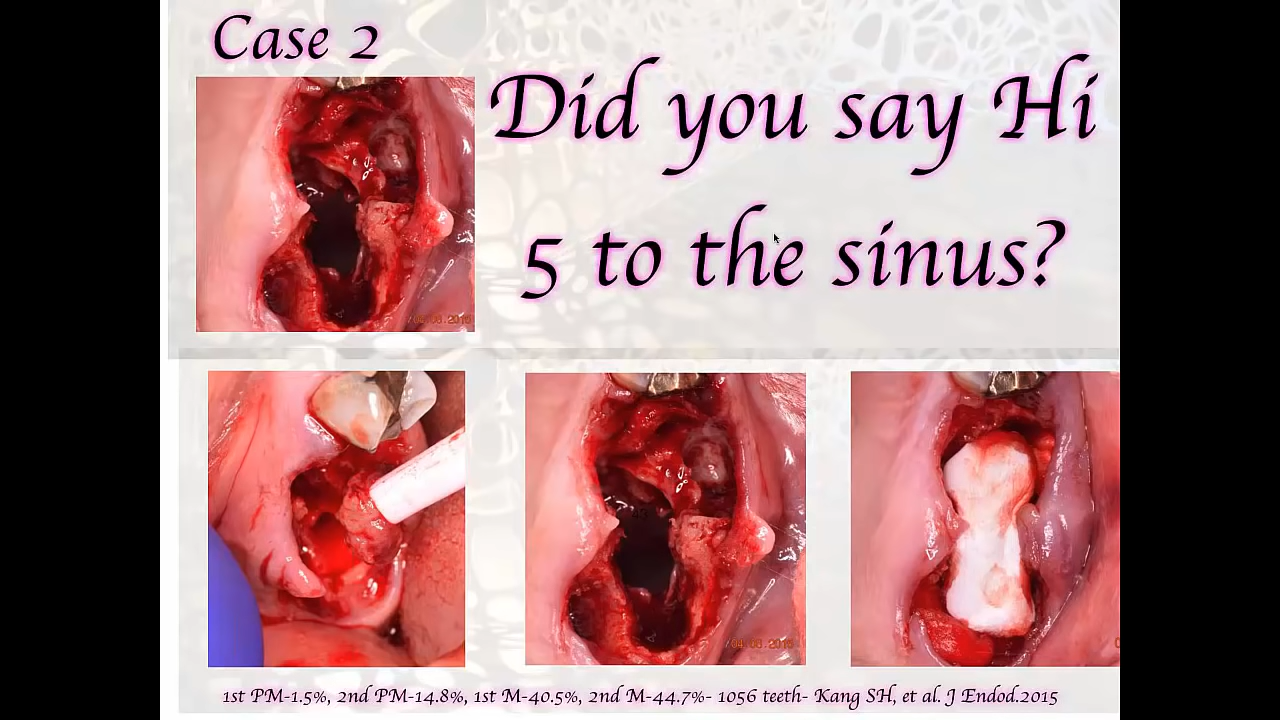 Case 2
Did you say Hi
5 to the sinus?
1st PM-1.5%, 2nd PM-14.8%, 1st M-40.5%, 2nd M-44.7%- 1056 teeth- Kang SH, et al. J Endod.2015